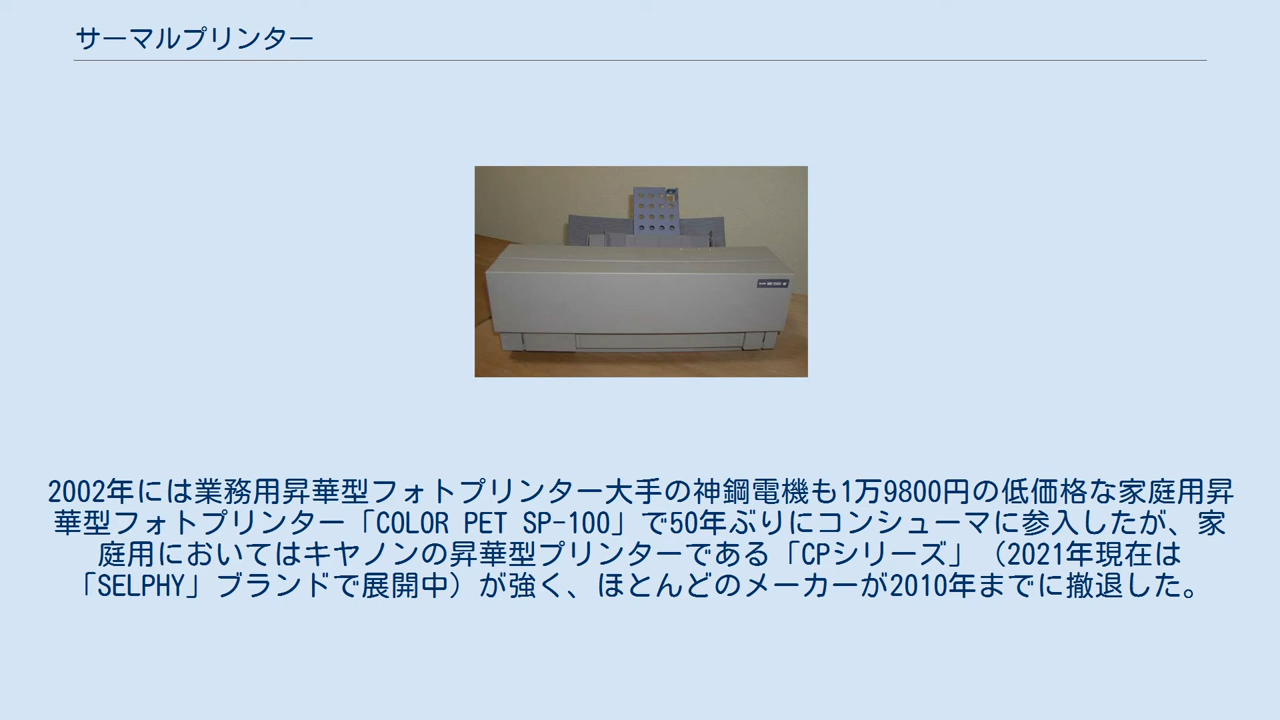 サーマルプリンター
2002年には業務用昇華型フォトプリンター大手の神鋼電機も1万9800円の低価格な家庭用昇
華型フォトプリンター「COLOR PET SP-100」で50年ぶりにコンシューマに参入したが、家
庭用においてはキヤノンの昇華型プリンターである「CPシリーズ」（2021年現在は
「SELPHY」ブランドで展開中）が強く、ほとんどのメーカーが2010年までに撤退した。